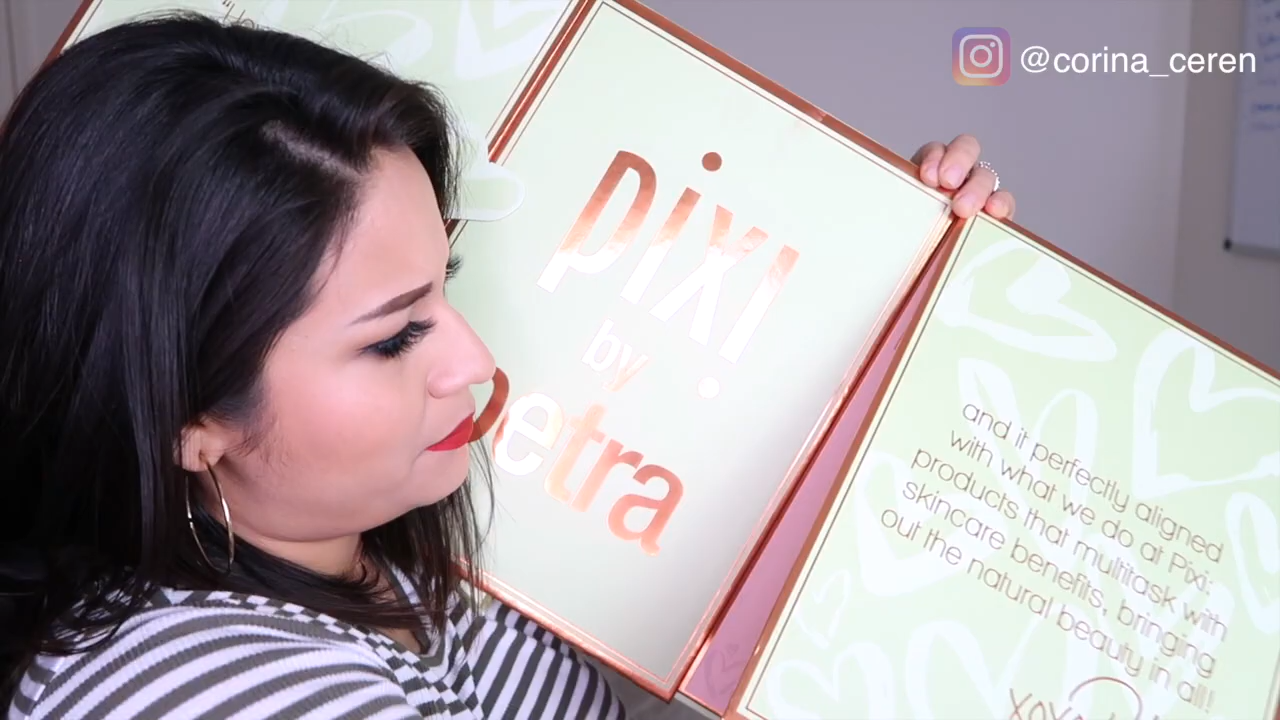 @corina_ceren
pixi
by
petra
and it perfectly aligned
with what we do at Pixi:
products that multitask with
skincare benefits, bringing
out the natural beauty in all!